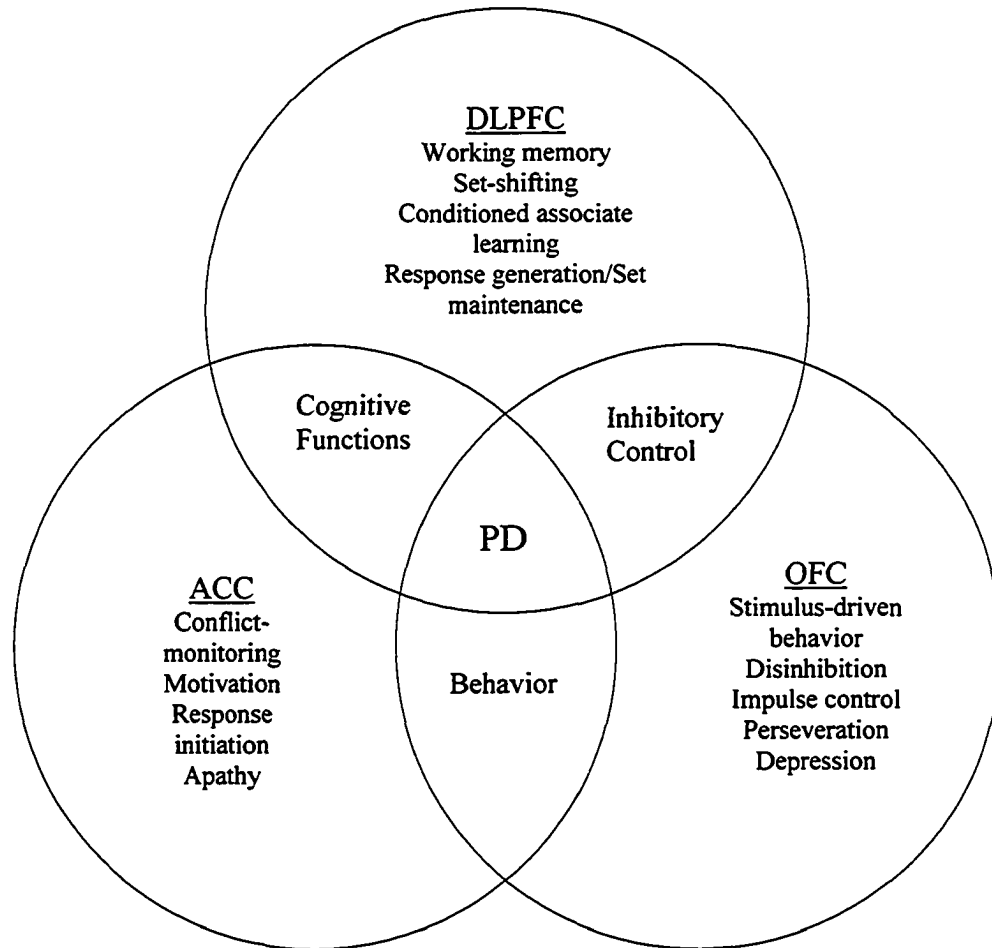 DLPFC
Working memory
Set-shifting
Conditioned associate
learning
Response generation/Set
maintenance
Cognitive
Functions
Inhibitory
Control
PD
ACC
Conflict-
monitoring
Motivation
Response
initiation
Apathy
Behavior
OFC
Stimulus-driven
behavior
Disinhibition
Impulse control
Perseveration
Depression